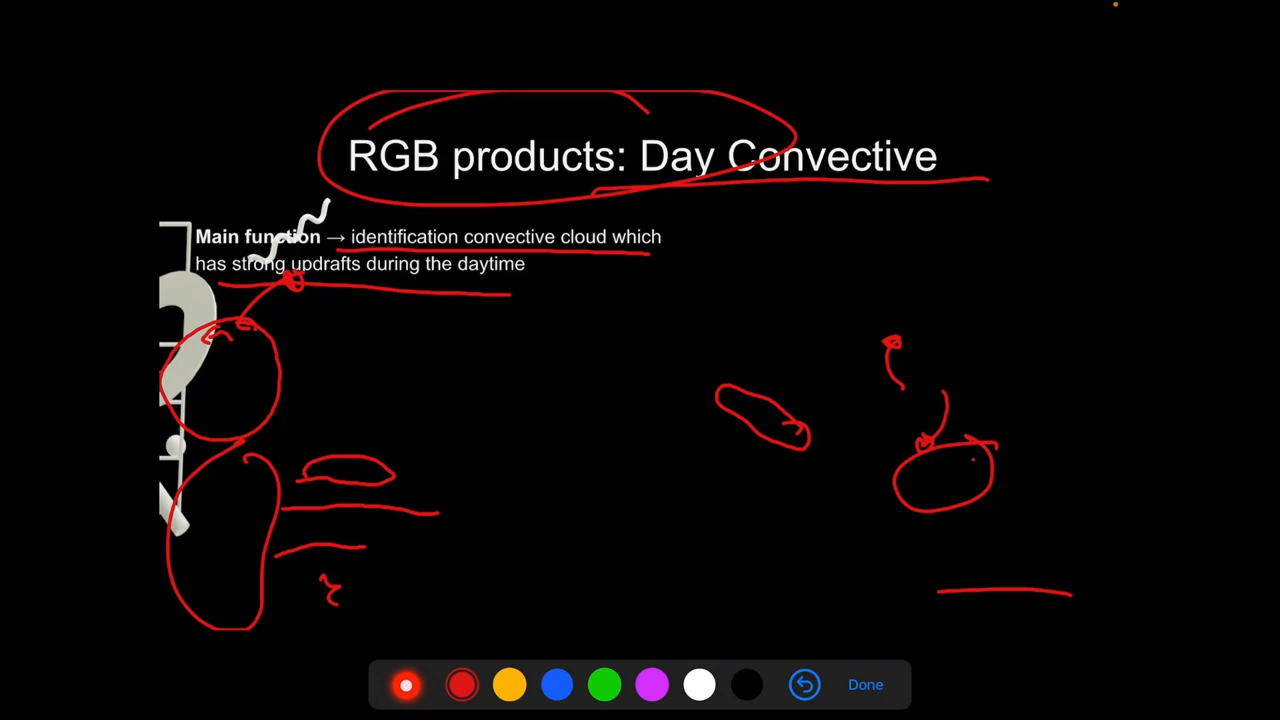 RGB products: Day Convective
Main function → identification convective cloud which
has strong updrafts during the daytime
Done